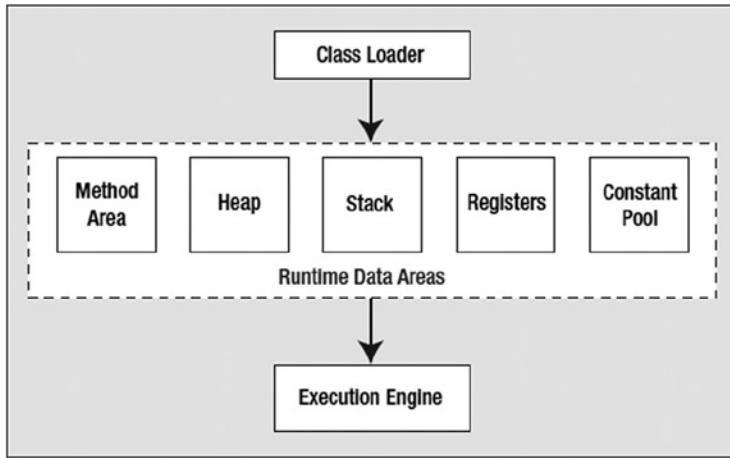 Class Loader
Method
Area
Heap
Stack
Registers
Constant
Pool
Runtime Data Areas
Execution Engine